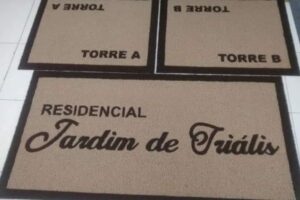 TORRE A
TORRE B
TORRE A
TORRE B
RESIDENCIAL
Jardim de Triális